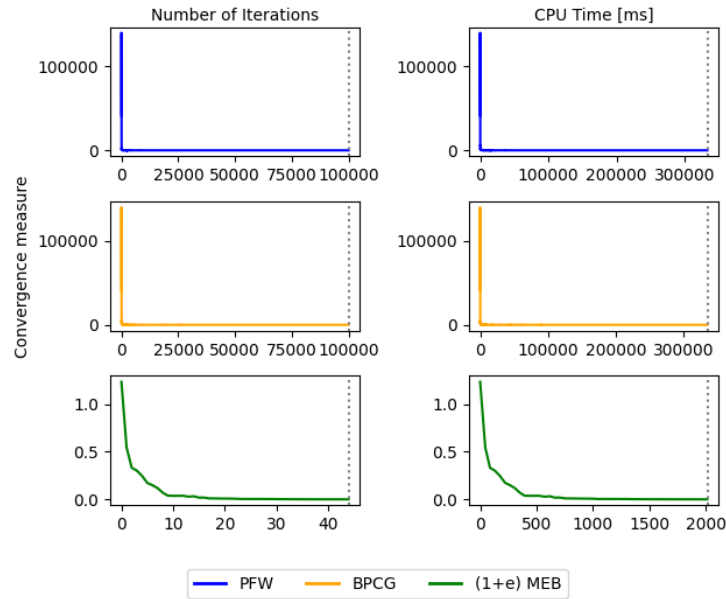 Number of Iterations CPU Time [ms]
100000 100000
0 0
0 25000 50000 75000 100000 0 100000 200000 300000
Convergence measure
100000 100000
0 0
0 25000 50000 75000 100000 0 100000 200000 300000
1.0 1.0
0.5 0.5
0.0 0.0
0 10 20 30 40 0 500 1000 1500 2000
PFW BPCG (1+e) MEB